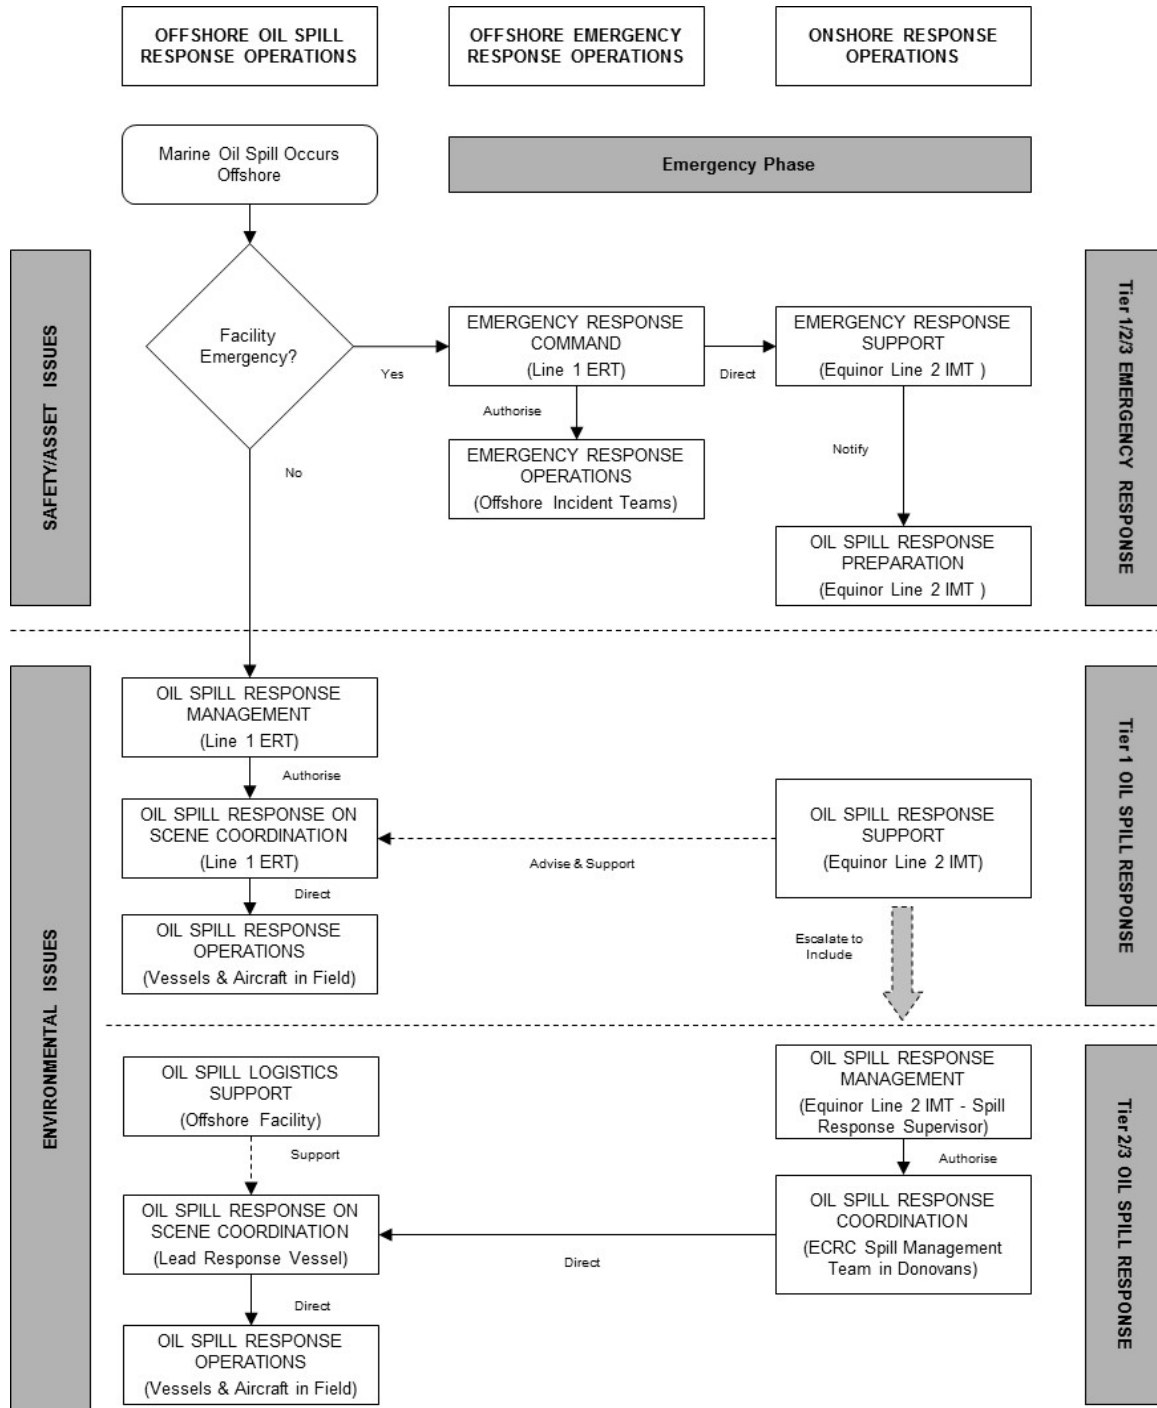 OFFSHORE OIL SPILL
RESPONSE OPERATIONS
OFFSHORE EMERGENCY
RESPONSE OPERATIONS
ONSHORE RESPONSE
OPERATIONS
Marine Oil Spill Occurs
Offshore
Emergency Phase
SAFETY/ASSET ISSUES
Facility
Emergency?
Yes
No
EMERGENCY RESPONSE
COMMAND
(Line 1 ERT)
Direct
EMERGENCY RESPONSE
SUPPORT
(Equinor Line 2 IMT )
Authorise
EMERGENCY RESPONSE
OPERATIONS
(Offshore Incident Teams)
Notify
OIL SPILL RESPONSE
PREPARATION
(Equinor Line 2 IMT )
Tier 1/2/3 EMERGENCY RESPONSE
ENVIRONMENTAL ISSUES
OIL SPILL RESPONSE
MANAGEMENT
(Line 1 ERT)
Authorise
OIL SPILL RESPONSE ON
SCENE COORDINATION
(Line 1 ERT)
Advise & Support
OIL SPILL RESPONSE
SUPPORT
(Equinor Line 2 IMT)
Direct
OIL SPILL RESPONSE
OPERATIONS
(Vessels & Aircraft in Field)
Escalate to
Include
Tier 1 OIL SPILL RESPONSE
OIL SPILL LOGISTICS
SUPPORT
(Offshore Facility)
Support
OIL SPILL RESPONSE
MANAGEMENT
(Equinor Line 2 IMT - Spill
Response Supervisor)
Authorise
OIL SPILL RESPONSE ON
SCENE COORDINATION
(Lead Response Vessel)
Direct
OIL SPILL RESPONSE
COORDINATION
(ECRC Spill Management
Team in Donovans)
Direct
OIL SPILL RESPONSE
OPERATIONS
(Vessels & Aircraft in Field)
Tier 2/3 OIL SPILL RESPONSE